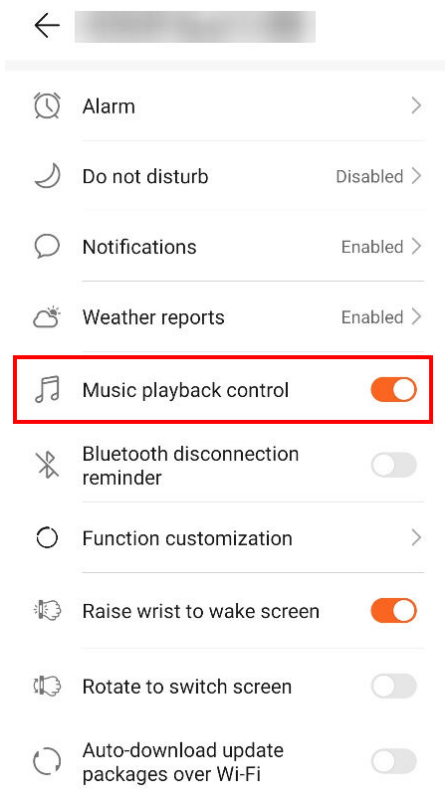 Alarm
Do not disturb Disabled
Notifications Enabled
Weather reports Enabled
Music playback control
Bluetooth disconnection
reminder
Function customization
Raise wrist to wake screen
Rotate to switch screen
Auto-download update
packages over Wi-Fi